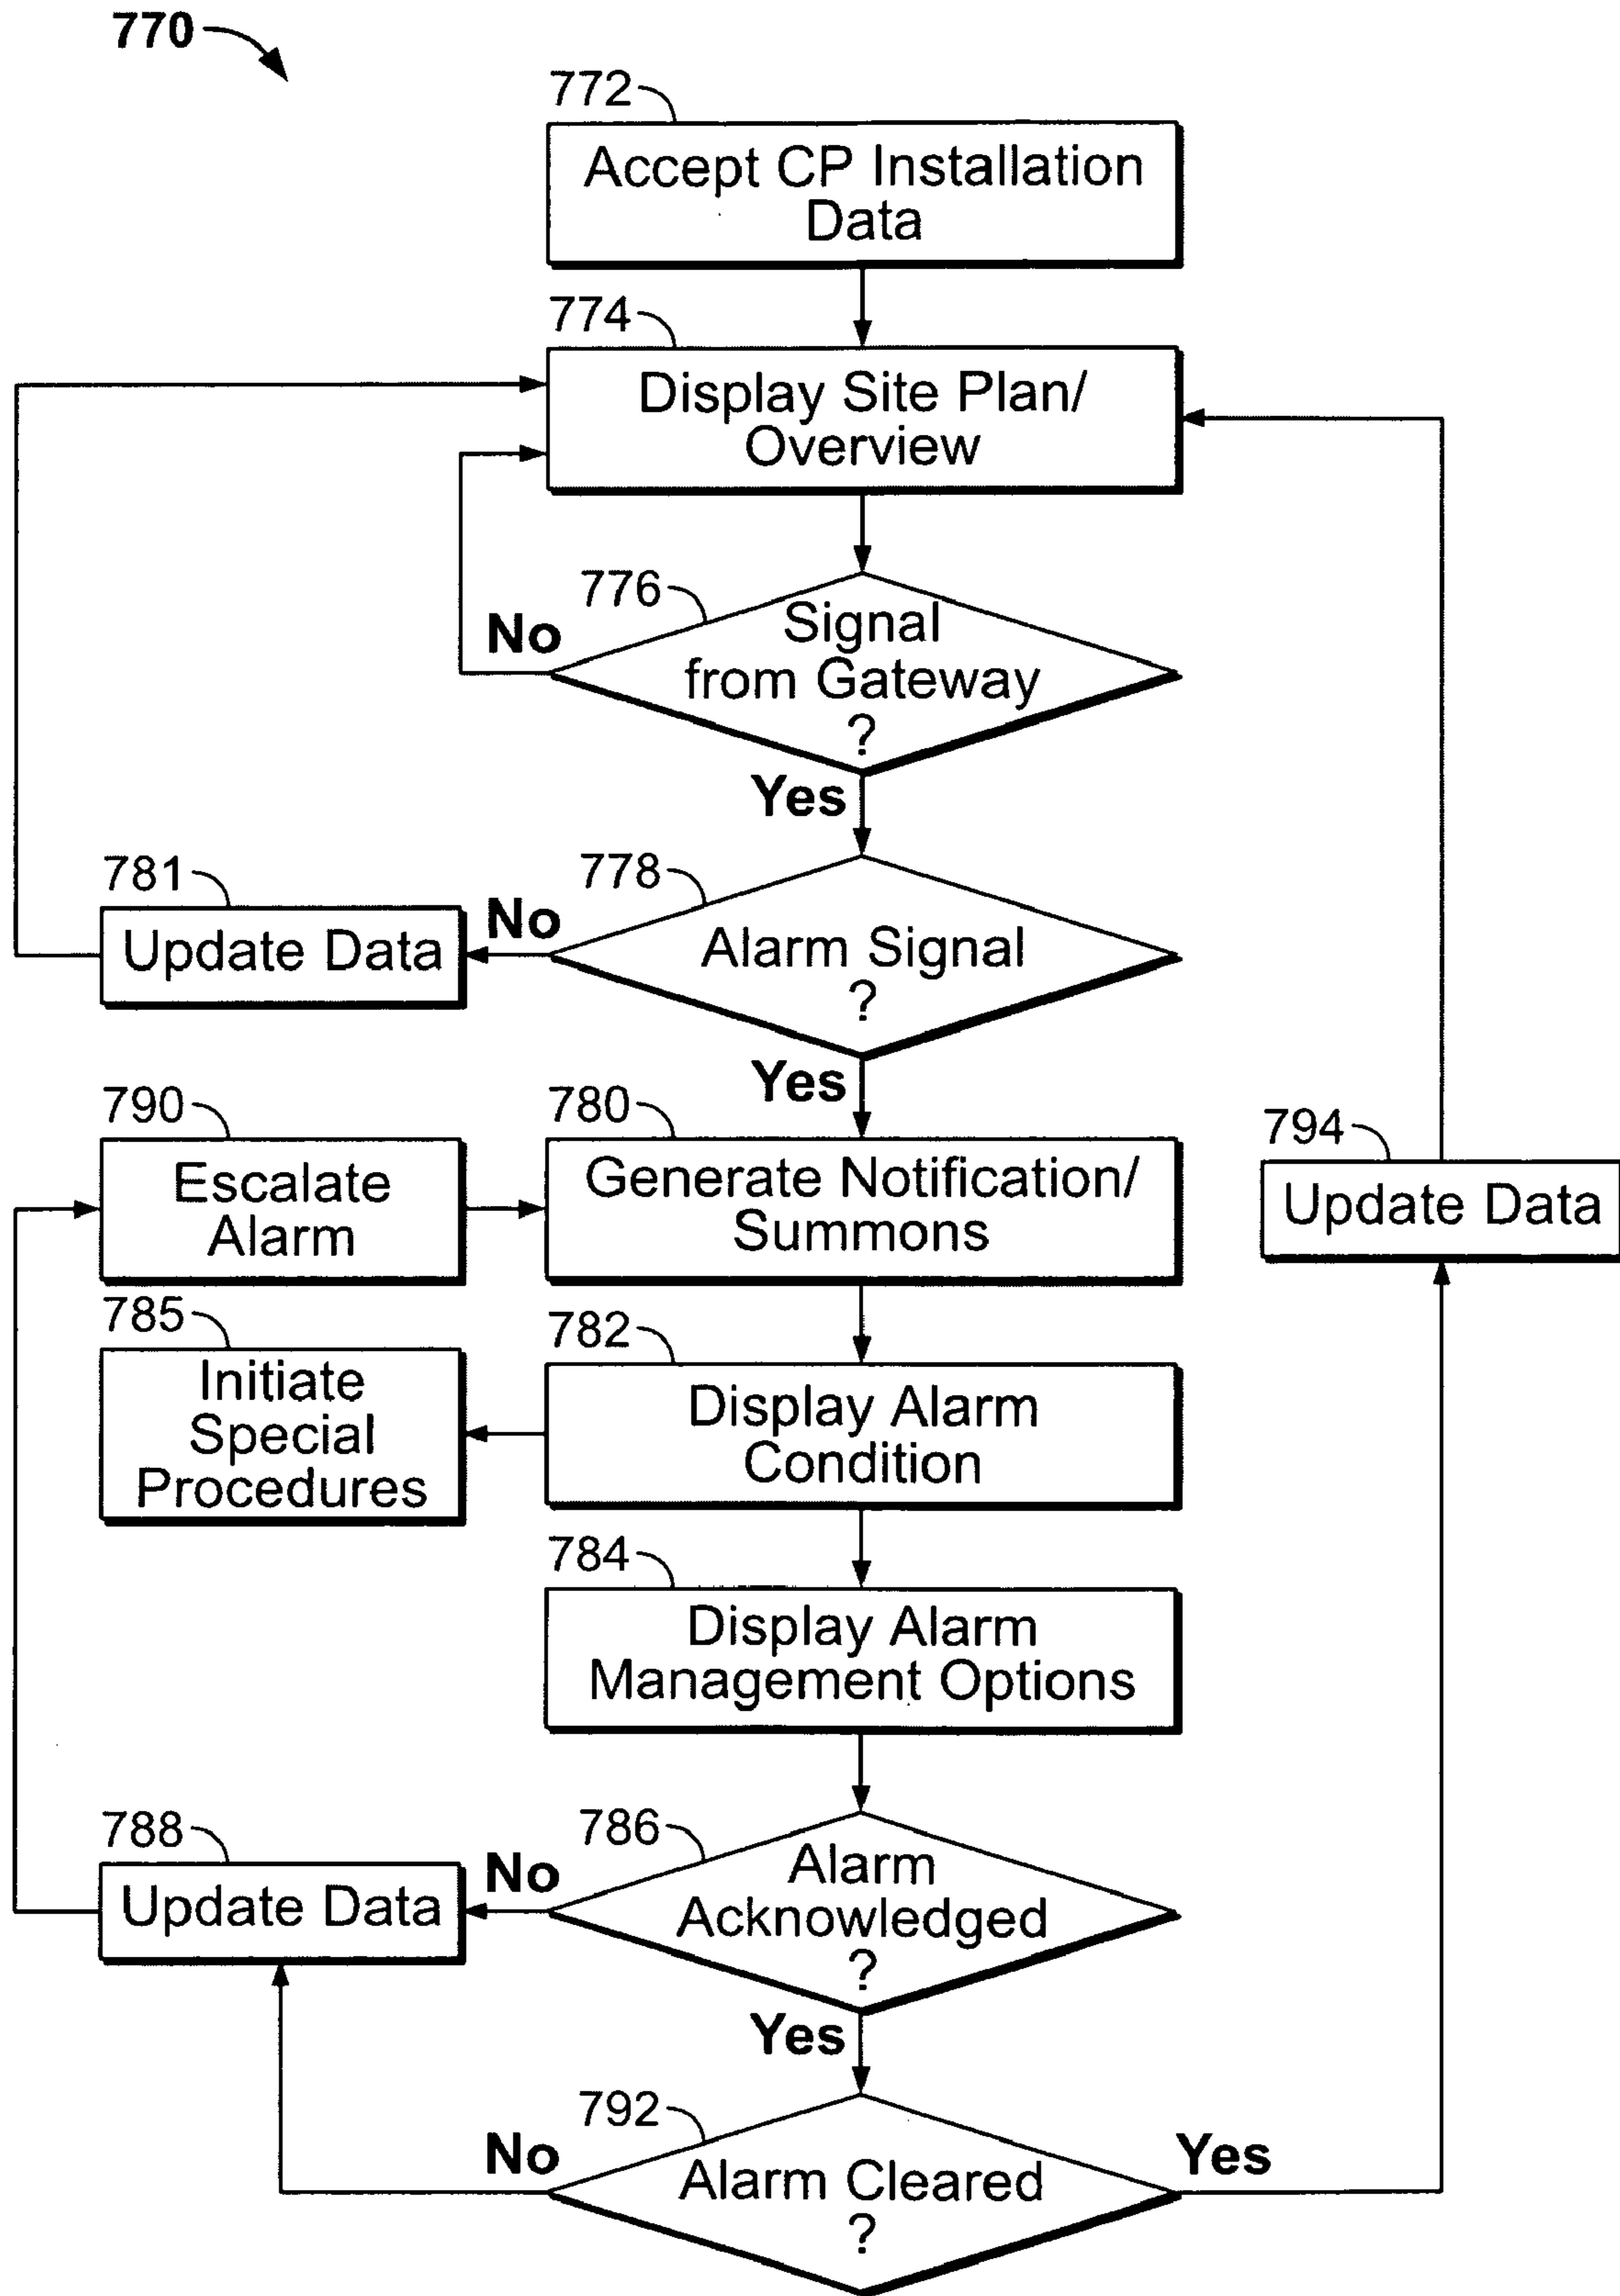 770
772
Accept CP Installation
Data
774
Display Site Plan/
Overview
776
No
Signal
from Gateway
?
Yes
781
Update Data
No
778
Alarm Signal
?
Yes
790
Escalate
Alarm
780
Generate Notification/
Summons
794
Update Data
785
Initiate
Special
Procedures
782
Display Alarm
Condition
784
Display Alarm
Management Options
788
Update Data
No
786
Alarm
Acknowledged
?
Yes
792
No
Alarm Cleared
?
Yes